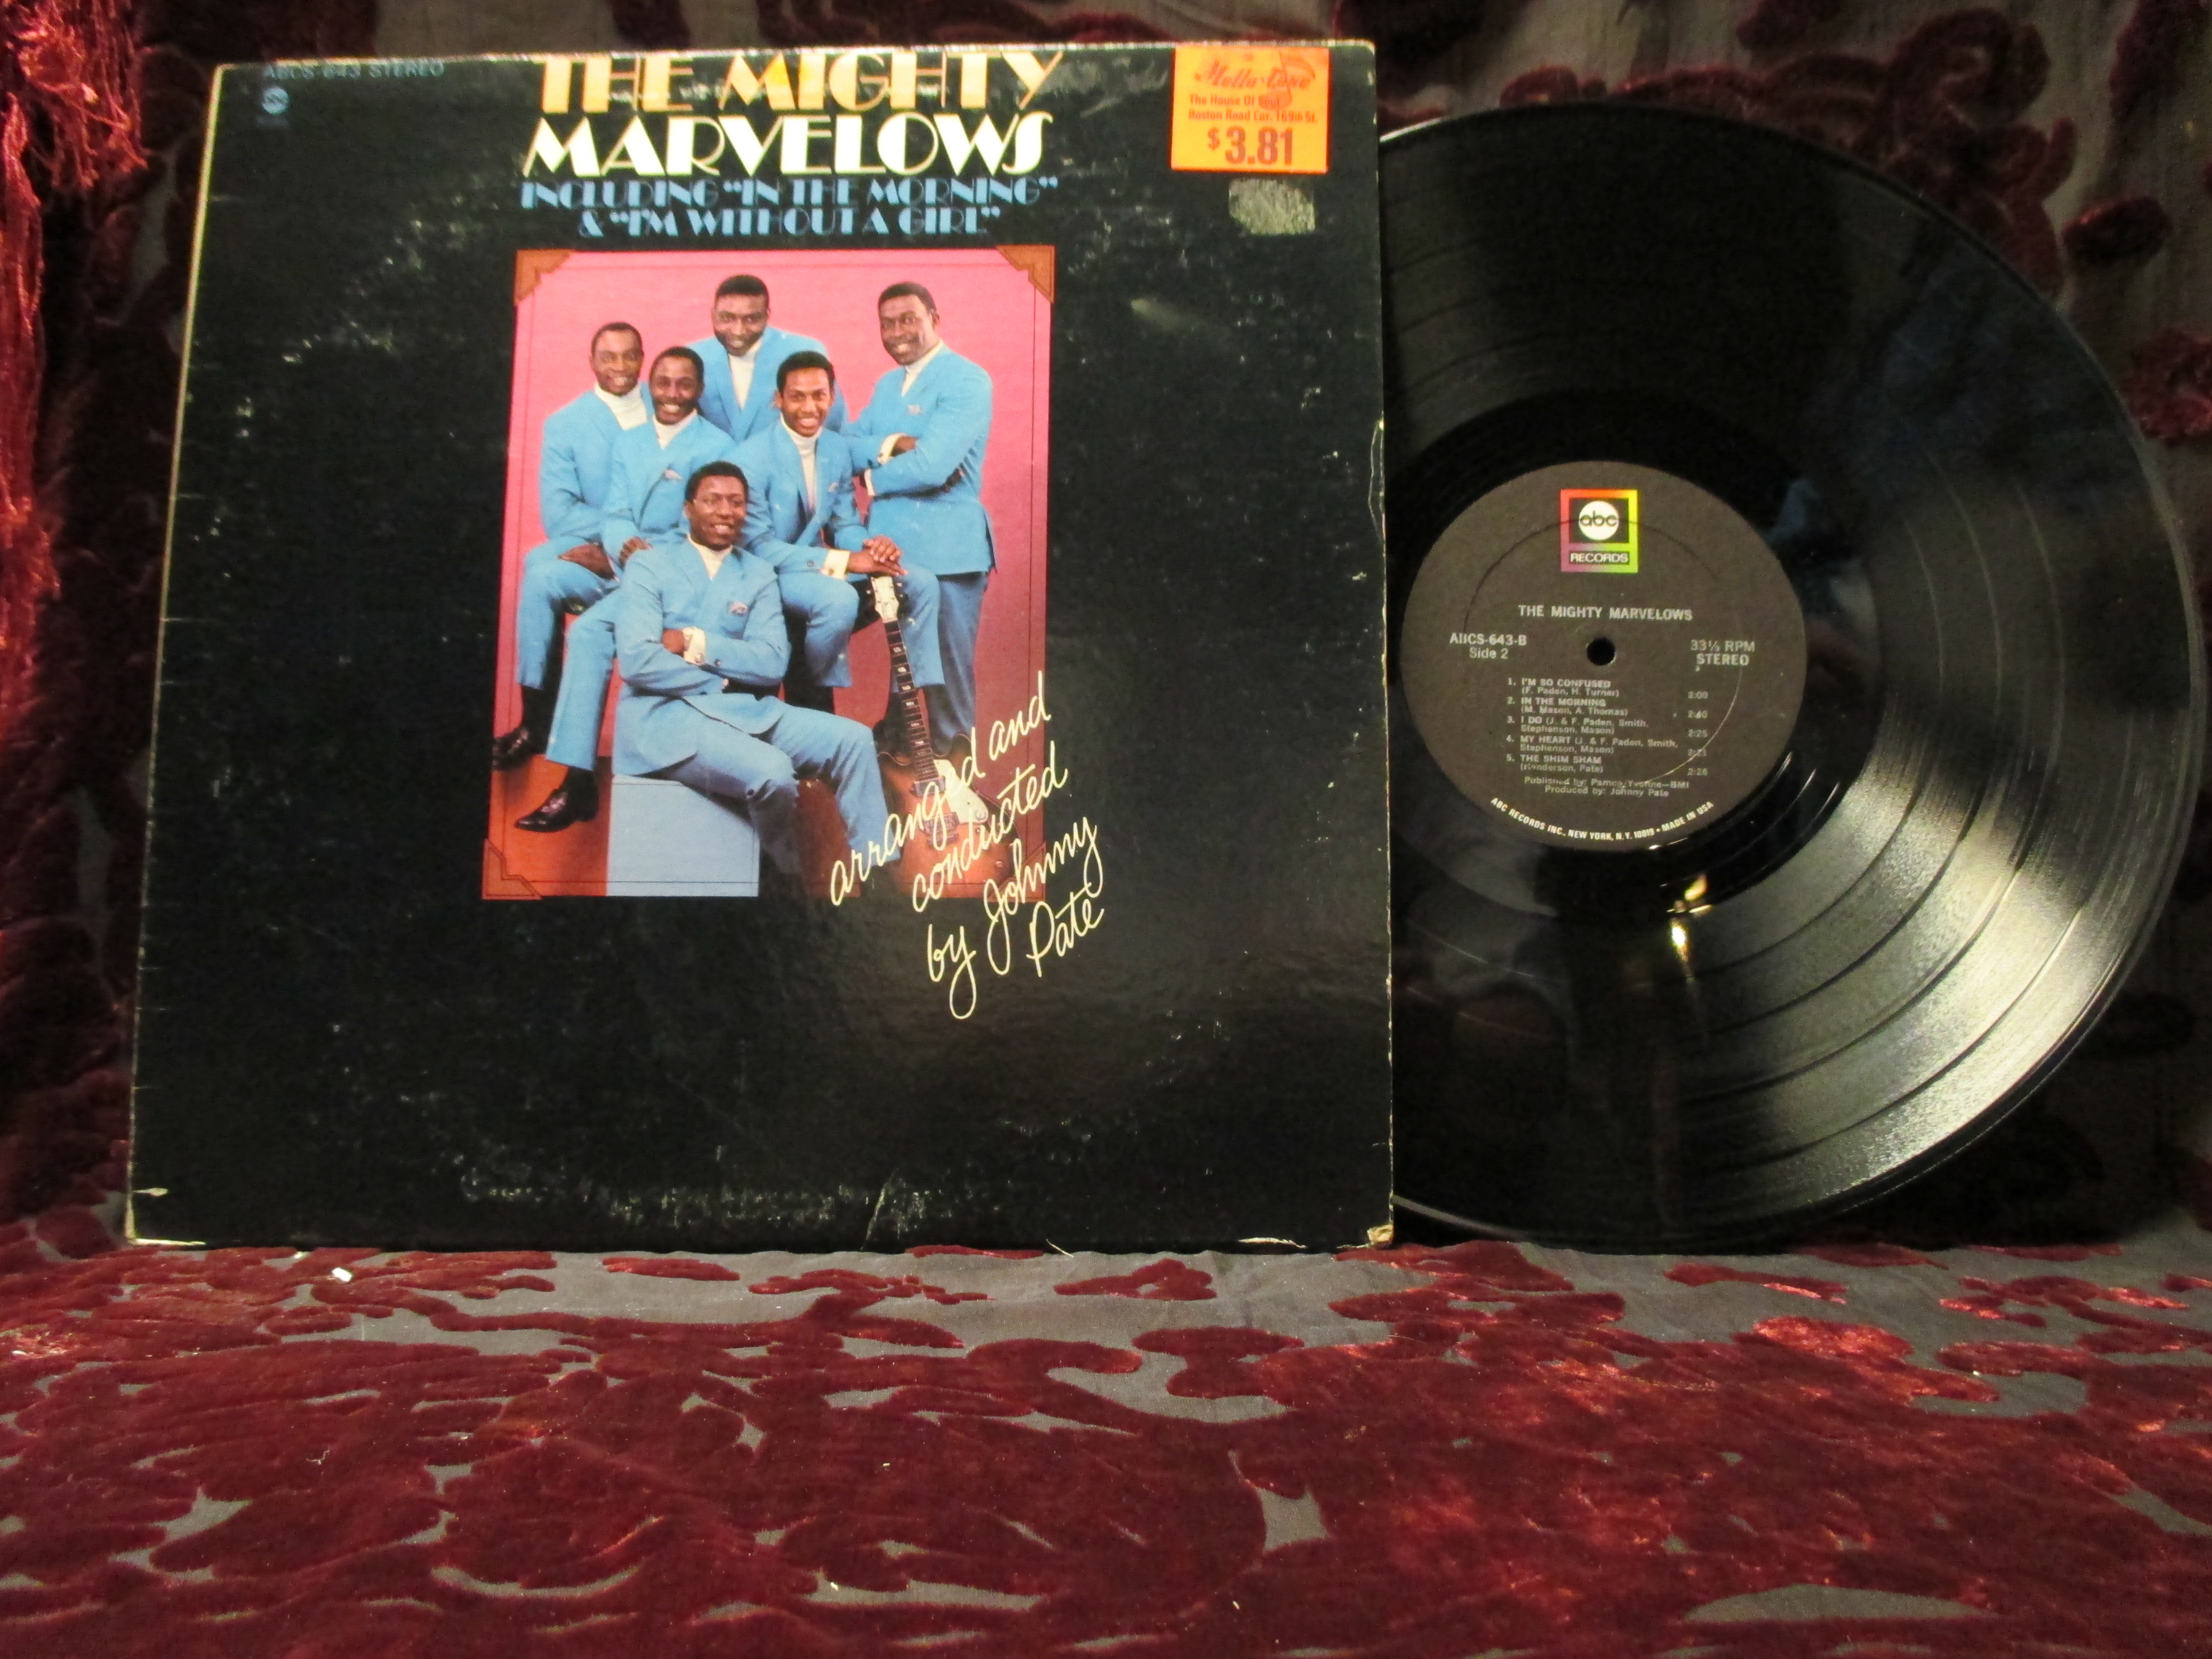 ABCS-643 STEREO
THE MIGHTY
MARVELOWS
INCLUDING "IN THE MORNING"
& "I'M WITHOUT A GIRL"
The House Of Soul
Boston Road Cor. 169th St.
$3.81
arranged and
conducted
by Johnny
Pate
abc
RECORDS
THE MIGHTY MARVELOWS
ABCS-643-B
Side 2
33⅓ RPM
STEREO
1. I'M SO CONFUSED
(F. Paden, H. Turner) 2:00
2. IN THE MORNING
(M. Mason, A. Thomas) 2:40
3. I DO (J. & F. Paden, Smith,
Stephenson, Mason) 2:25
4. MY HEART (J. & F. Paden, Smith,
Stephenson, Mason)
5. THE SHIM SHAM
(Henderson, Pate) 2:26
Published by: Pamco/Yvonne—BMI
Produced by: Johnny Pate
ABC RECORDS INC., NEW YORK, N.Y. 10019 • MADE IN USA